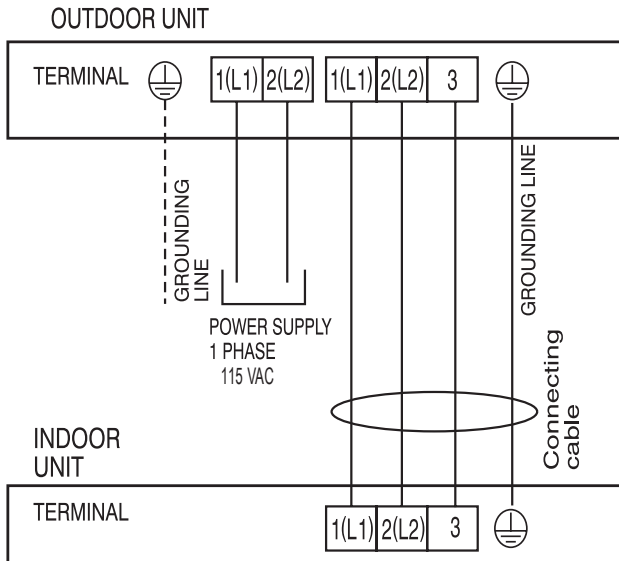 OUTDOOR UNIT
TERMINAL
1(L1) 2(L2) 1(L1) 2(L2) 3
GROUNDING
LINE
GROUNDING LINE
POWER SUPPLY
1 PHASE
115 VAC
Connecting
cable
INDOOR
UNIT
TERMINAL
1(L1) 2(L2) 3